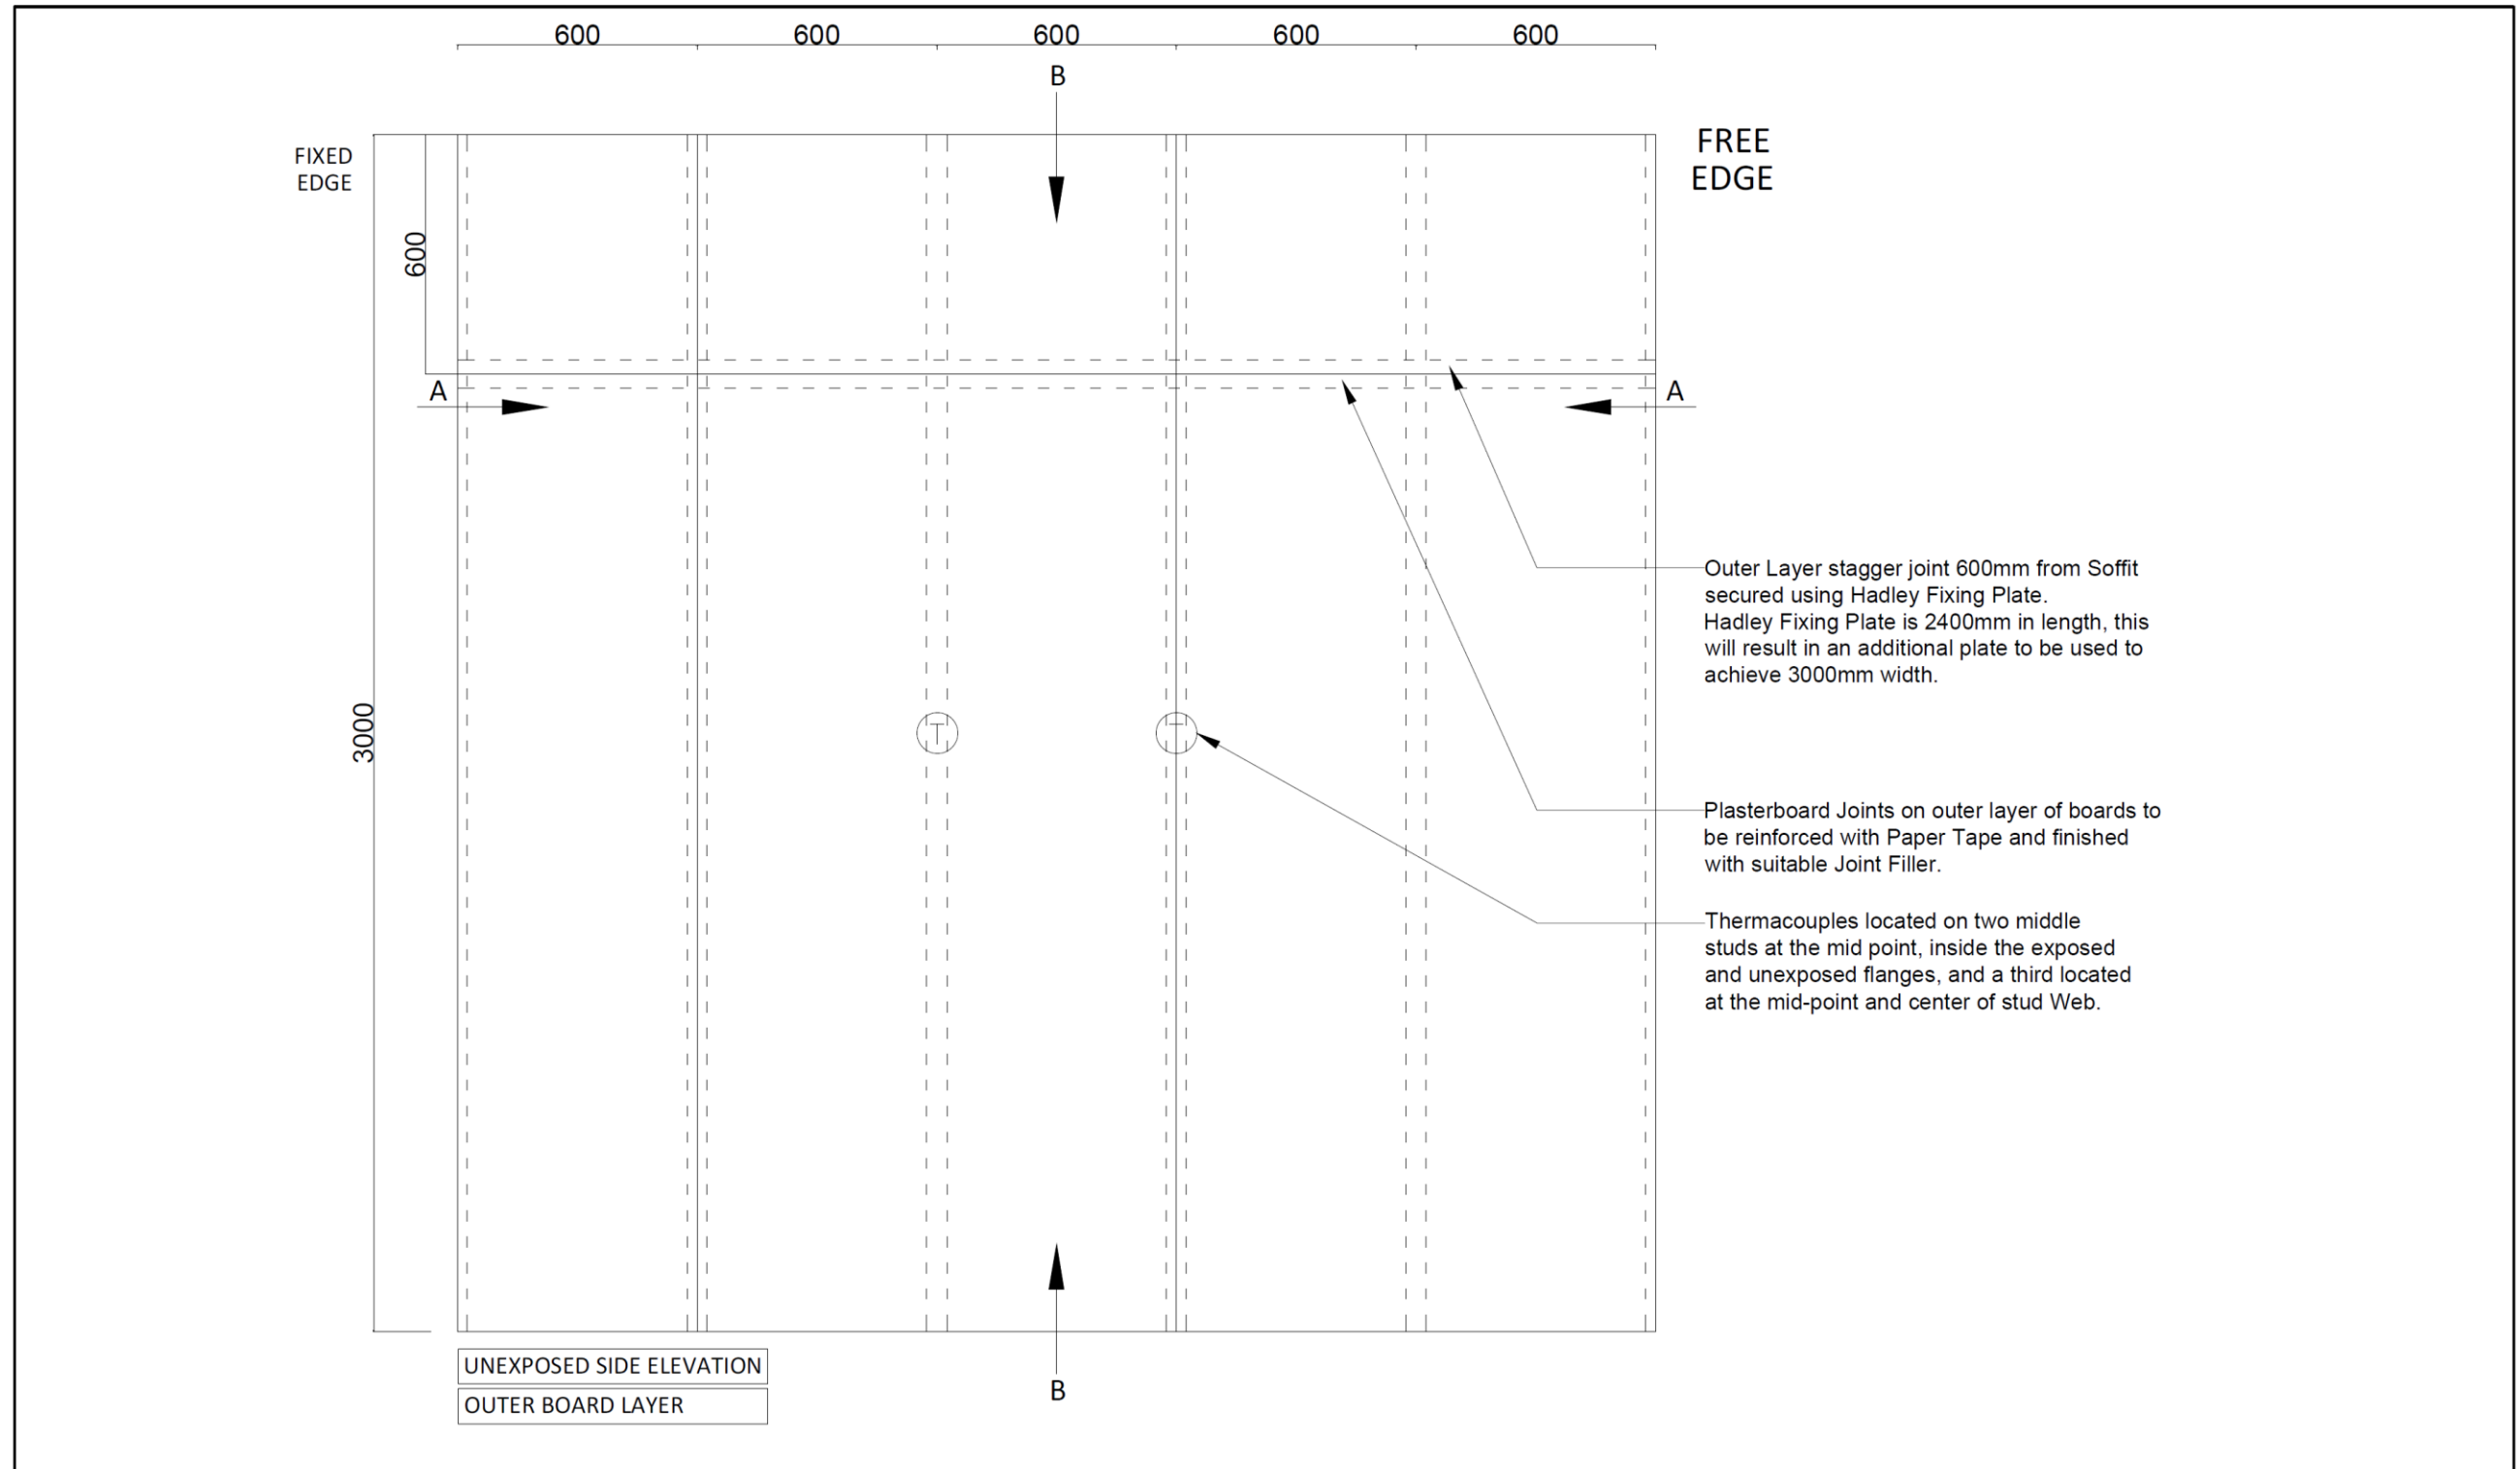 600 600 600 600 600
B
FIXED
EDGE
FREE
EDGE
600
A
A
Outer Layer stagger joint 600mm from Soffit
secured using Hadley Fixing Plate.
Hadley Fixing Plate is 2400mm in length, this
will result in an additional plate to be used to
achieve 3000mm width.
3000
T
T
Plasterboard Joints on outer layer of boards to
be reinforced with Paper Tape and finished
with suitable Joint Filler.
Thermacouples located on two middle
studs at the mid point, inside the exposed
and unexposed flanges, and a third located
at the mid-point and center of stud Web.
UNEXPOSED SIDE ELEVATION
OUTER BOARD LAYER
B